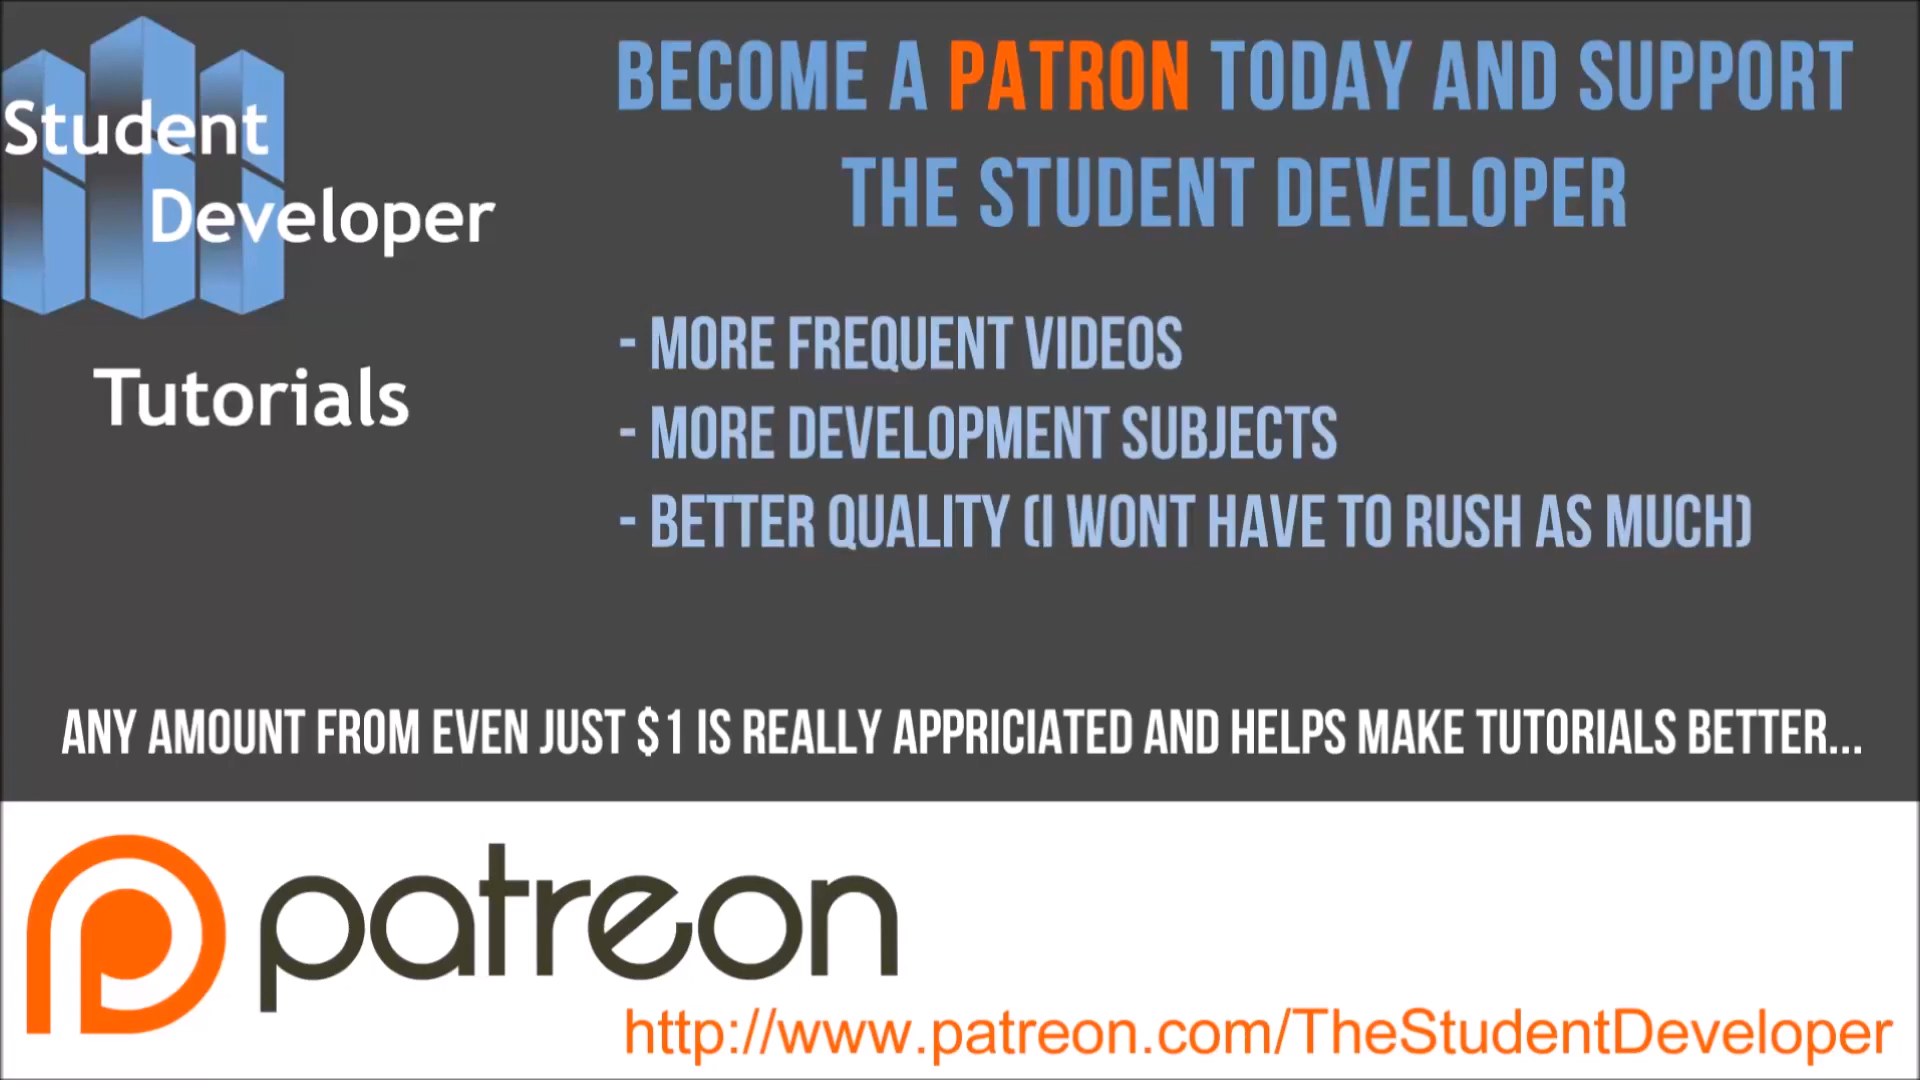 Student
Developer
Tutorials
BECOME A PATRON TODAY AND SUPPORT
THE STUDENT DEVELOPER
- MORE FREQUENT VIDEOS
- MORE DEVELOPMENT SUBJECTS
- BETTER QUALITY (I WONT HAVE TO RUSH AS MUCH)
ANY AMOUNT FROM EVEN JUST $1 IS REALLY APPRICIATED AND HELPS MAKE TUTORIALS BETTER...
patreon
http://www.patreon.com/TheStudentDeveloper